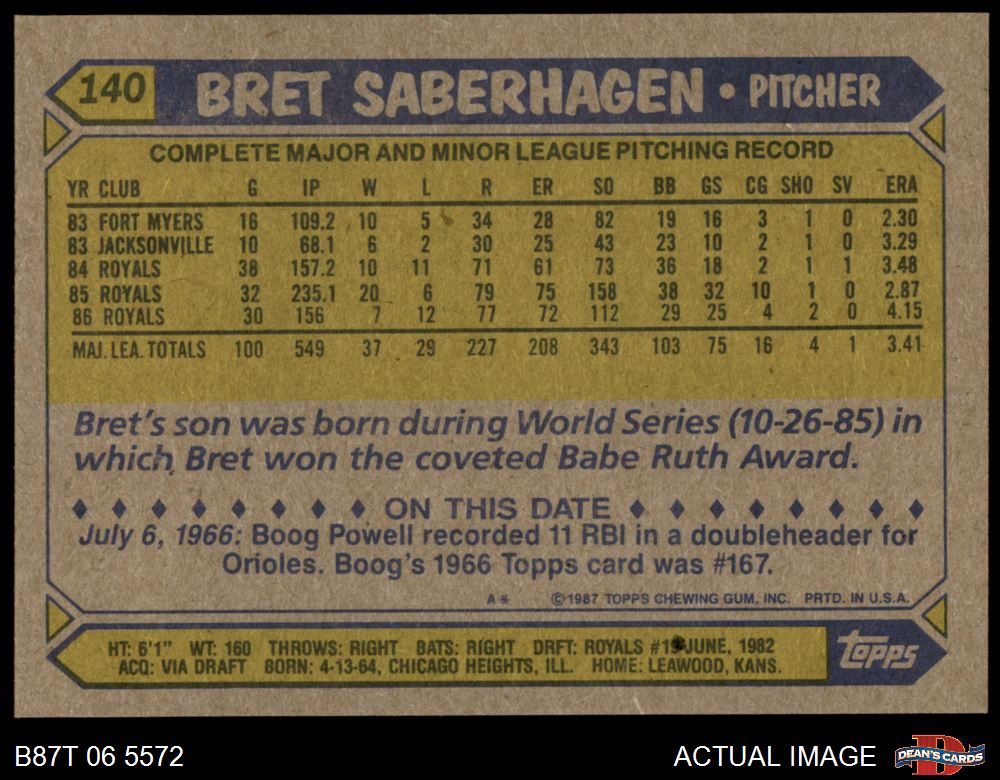 140 BRET SABERHAGEN • PITCHER
COMPLETE MAJOR AND MINOR LEAGUE PITCHING RECORD
YR CLUB G IP W L R ER SO BB GS CG SHO SV ERA
83 FORT MYERS 16 109.2 10 5 34 28 82 19 16 3 1 0 2.30
83 JACKSONVILLE 10 68.1 6 2 30 25 43 23 10 2 1 0 3.29
84 ROYALS 38 157.2 10 11 71 61 73 36 18 2 1 1 3.48
85 ROYALS 32 235.1 20 6 79 75 158 38 32 10 1 0 2.87
86 ROYALS 30 156 7 12 77 72 112 29 25 4 2 0 4.15
MAJ. LEA. TOTALS 100 549 37 29 227 208 343 103 75 16 4 1 3.41
Bret's son was born during World Series (10-26-85) in
which Bret won the coveted Babe Ruth Award.
♦ ♦ ♦ ♦ ♦ ♦ ♦ ♦ ON THIS DATE ♦ ♦ ♦ ♦ ♦ ♦ ♦ ♦
July 6, 1966: Boog Powell recorded 11 RBI in a doubleheader for
Orioles. Boog's 1966 Topps card was #167.
A* ©1987 TOPPS CHEWING GUM, INC. PRTD. IN U.S.A.
HT: 6'1" WT: 160 THROWS: RIGHT BATS: RIGHT DRFT: ROYALS #19-JUNE, 1982
ACQ: VIA DRAFT BORN: 4-13-64, CHICAGO HEIGHTS, ILL. HOME: LEAWOOD, KANS.
topps
B87T 06 5572 ACTUAL IMAGE DEAN'S CARDS